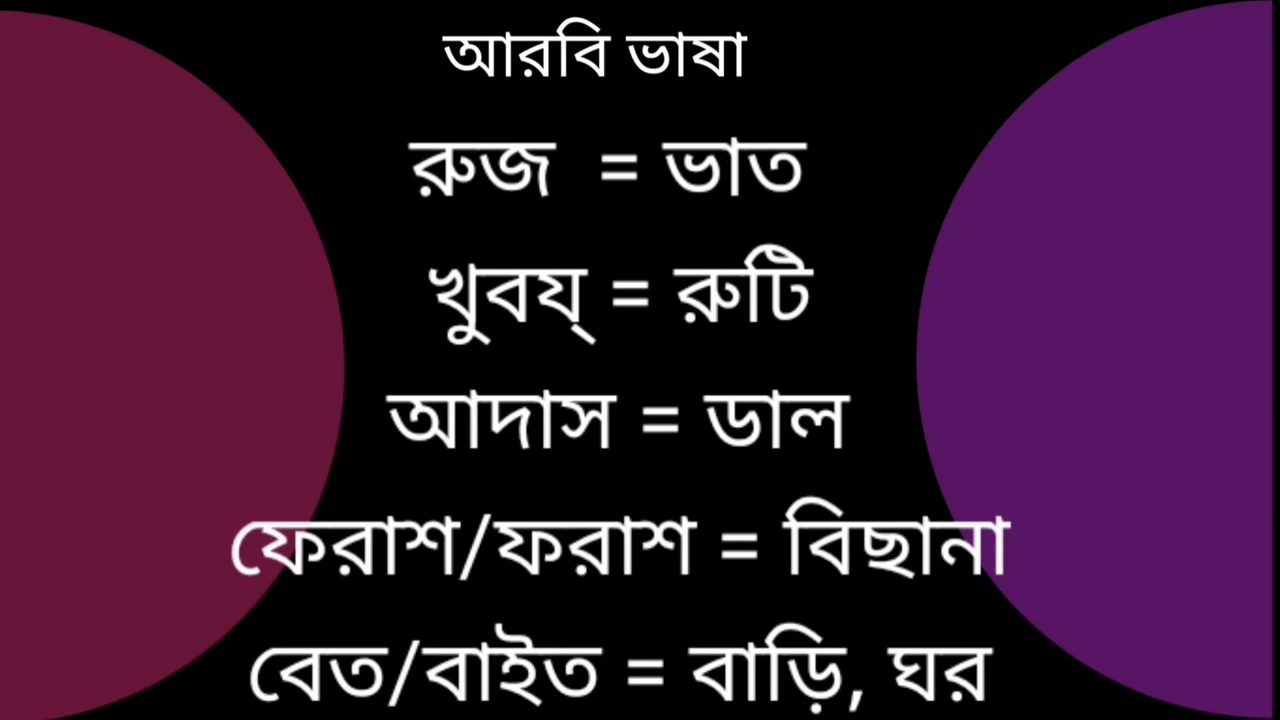 আরবি ভাষা
রুজ = ভাত
খুবয্ = রুটি
আদাস = ডাল
ফেরাশ/ফরাশ = বিছানা
বেত/বাইত = বাড়ি, ঘর